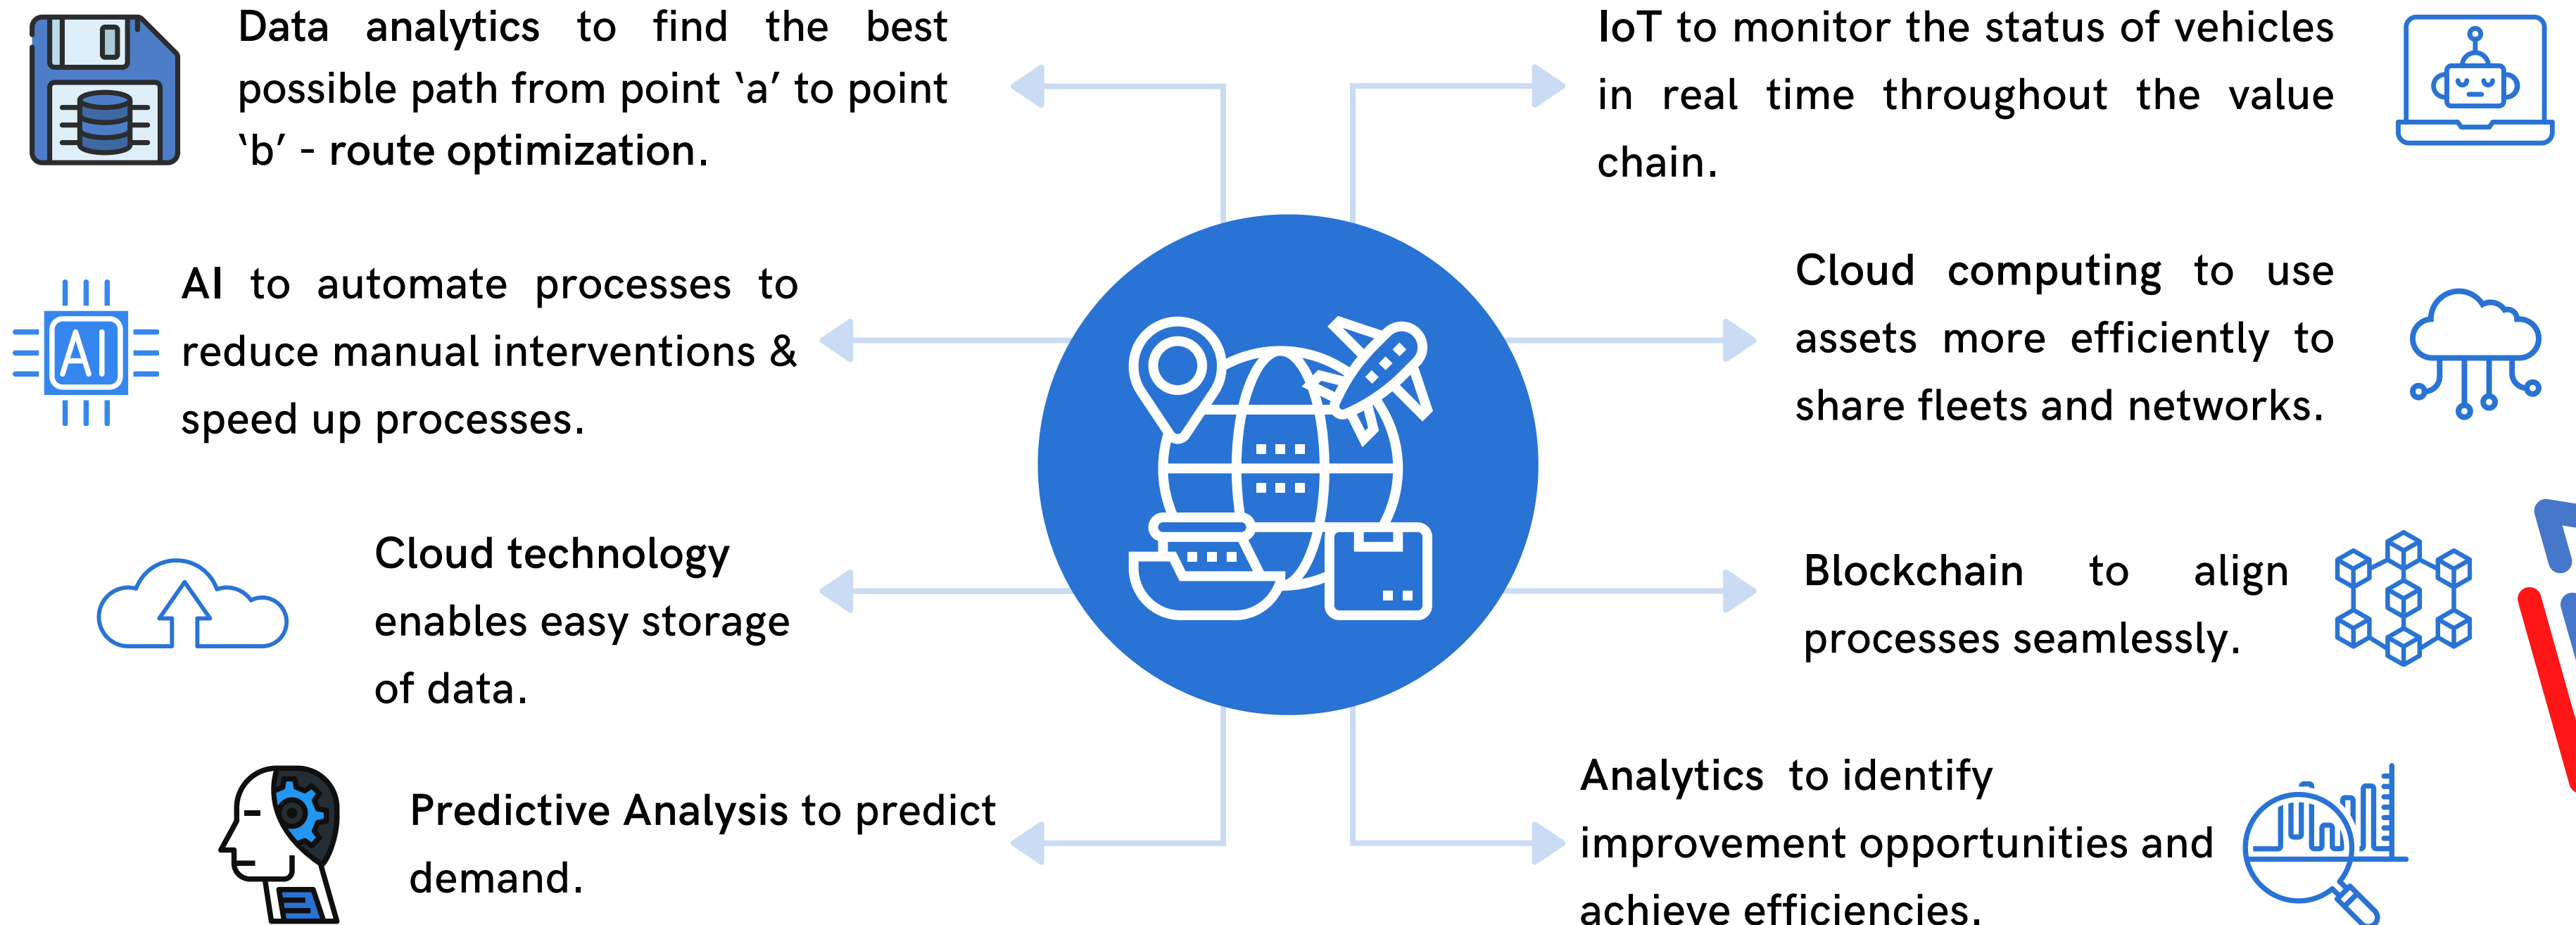 Data analytics to find the best
possible path from point ‘a’ to point
‘b’ - route optimization.
AI to automate processes to
reduce manual interventions &
speed up processes.
AI
Cloud technology
enables easy storage
of data.
Predictive Analysis to predict
demand.
IoT to monitor the status of vehicles
in real time throughout the value
chain.
Cloud computing to use
assets more efficiently to
share fleets and networks.
Blockchain to align
processes seamlessly.
Analytics to identify
improvement opportunities and
achieve efficiencies.